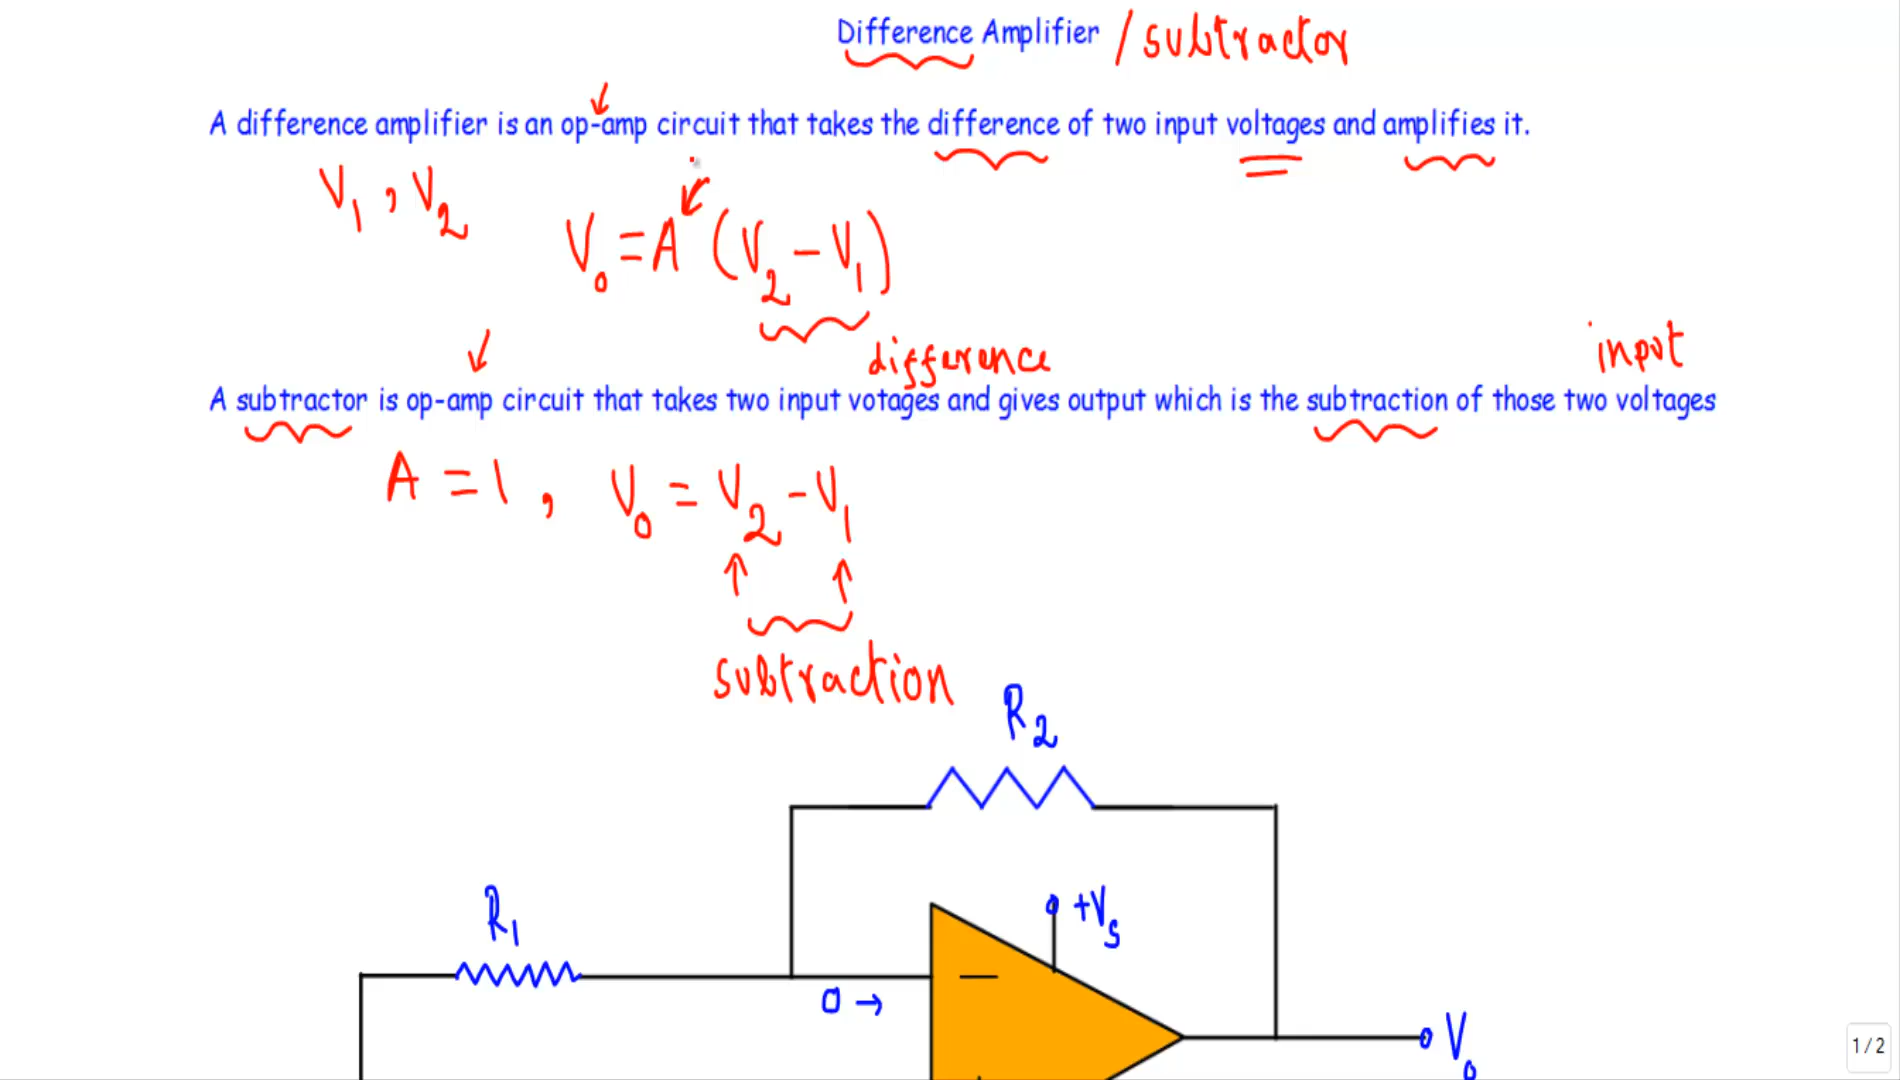 Difference Amplifier / subtractor
A difference amplifier is an op-amp circuit that takes the difference of two input voltages and amplifies it.
V1 , V2
V0 = A (V2 - V1)
difference
input
A subtractor is op-amp circuit that takes two input votages and gives output which is the subtraction of those two voltages
A = 1 , V0 = V2 - V1
subtraction
R2
R1
+Vs
0 →
V0
1 / 2